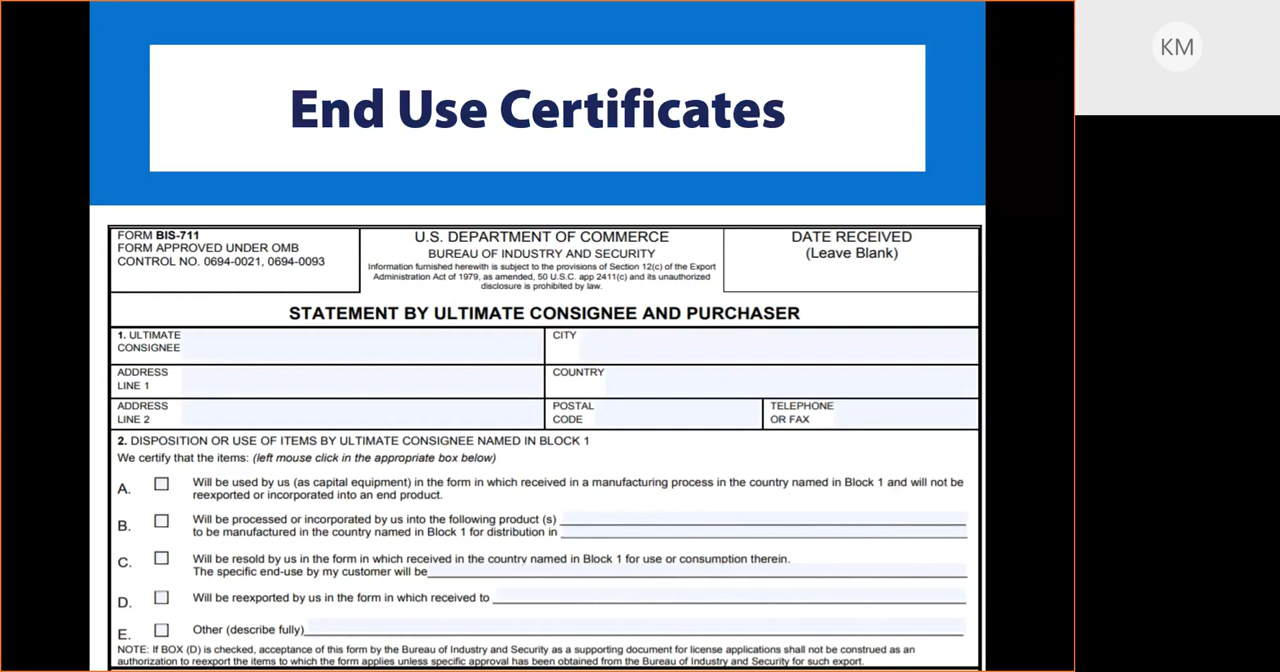 KM
End Use Certificates
FORM BIS-711
FORM APPROVED UNDER OMB
CONTROL NO. 0694-0021, 0694-0093
U.S. DEPARTMENT OF COMMERCE
BUREAU OF INDUSTRY AND SECURITY
Information furnished herewith is subject to the provisions of Section 12(c) of the Export
Administration Act of 1979, as amended, 50 U.S.C. app 2411(c) and its unauthorized
disclosure is prohibited by law.
DATE RECEIVED
(Leave Blank)
STATEMENT BY ULTIMATE CONSIGNEE AND PURCHASER
1. ULTIMATE
CONSIGNEE
CITY
ADDRESS
LINE 1
COUNTRY
ADDRESS
LINE 2
POSTAL
CODE
TELEPHONE
OR FAX
2. DISPOSITION OR USE OF ITEMS BY ULTIMATE CONSIGNEE NAMED IN BLOCK 1
We certify that the items: (left mouse click in the appropriate box below)
A. Will be used by us (as capital equipment) in the form in which received in a manufacturing process in the country named in Block 1 and will not be
reexported or incorporated into an end product.
B. Will be processed or incorporated by us into the following product (s)
to be manufactured in the country named in Block 1 for distribution in
C. Will be resold by us in the form in which received in the country named in Block 1 for use or consumption therein.
The specific end-use by my customer will be
D. Will be reexported by us in the form in which received to
E. Other (describe fully)
NOTE: If BOX (D) is checked, acceptance of this form by the Bureau of Industry and Security as a supporting document for license applications shall not be construed as an
authorization to reexport the items to which the form applies unless specific approval has been obtained from the Bureau of Industry and Security for such export.